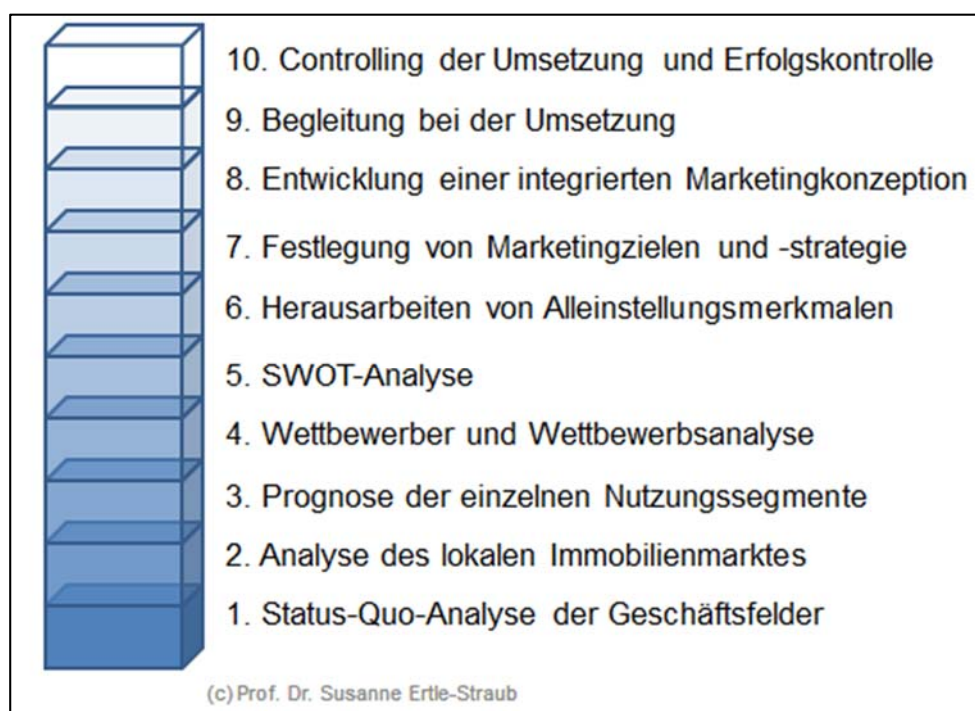 10. Controlling der Umsetzung und Erfolgskontrolle
9. Begleitung bei der Umsetzung
8. Entwicklung einer integrierten Marketingkonzeption
7. Festlegung von Marketingzielen und -strategie
6. Herausarbeiten von Alleinstellungsmerkmalen
5. SWOT-Analyse
4. Wettbewerber und Wettbewerbsanalyse
3. Prognose der einzelnen Nutzungssegmente
2. Analyse des lokalen Immobilienmarktes
1. Status-Quo-Analyse der Geschäftsfelder
(c) Prof. Dr. Susanne Ertle-Straub